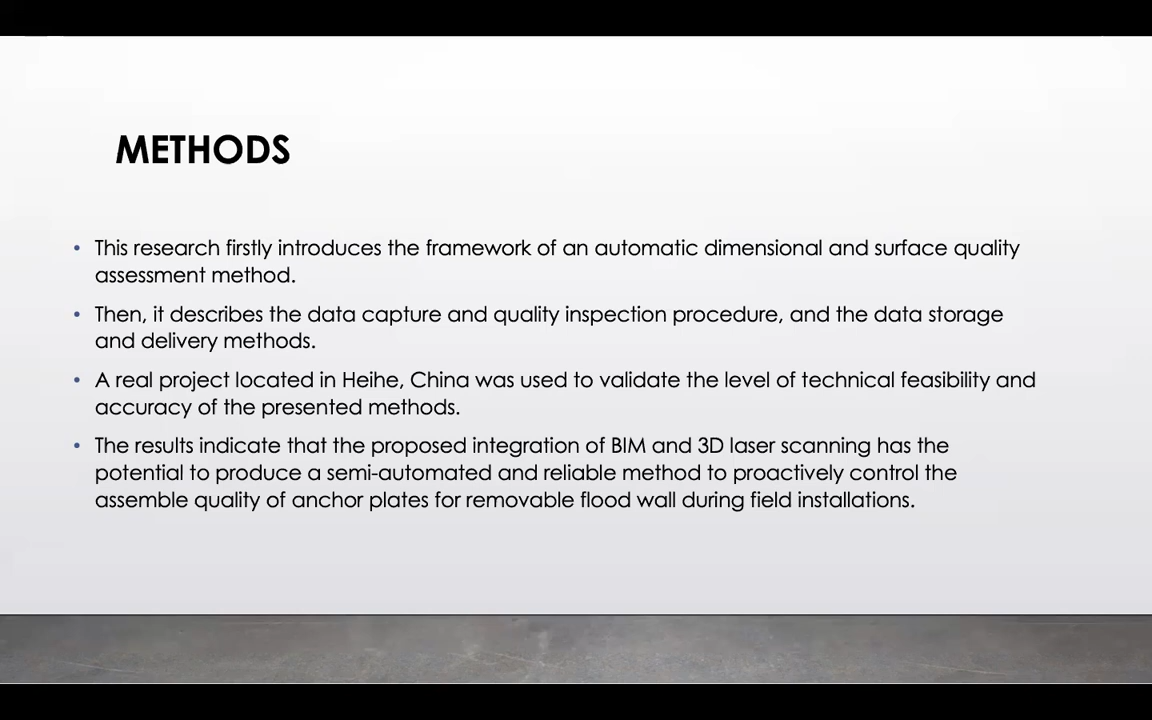 METHODS
• This research firstly introduces the framework of an automatic dimensional and surface quality
assessment method.
• Then, it describes the data capture and quality inspection procedure, and the data storage
and delivery methods.
• A real project located in Heihe, China was used to validate the level of technical feasibility and
accuracy of the presented methods.
• The results indicate that the proposed integration of BIM and 3D laser scanning has the
potential to produce a semi-automated and reliable method to proactively control the
assemble quality of anchor plates for removable flood wall during field installations.